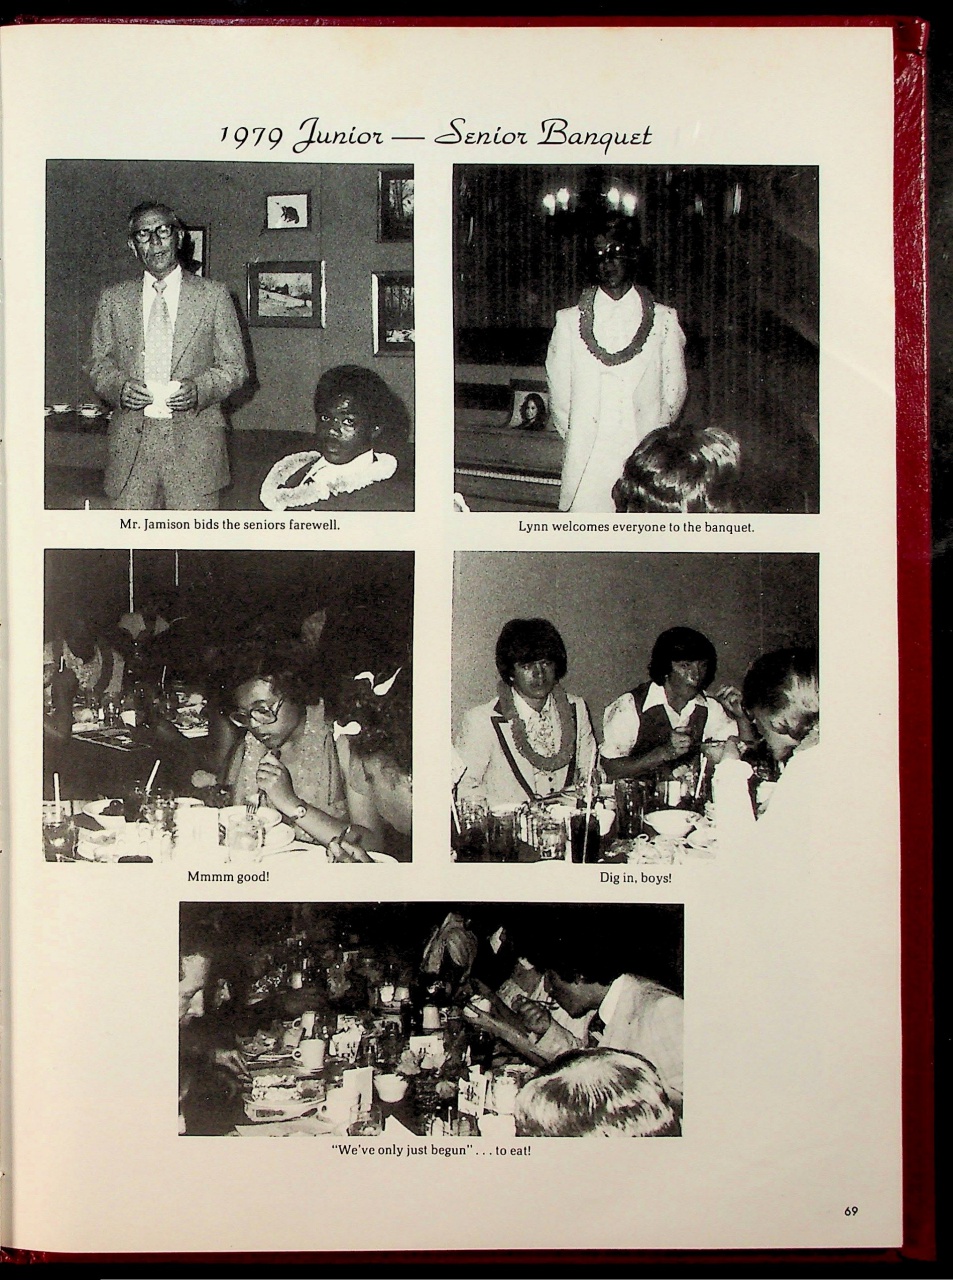 1979 Junior — Senior Banquet
Mr. Jamison bids the seniors farewell.
Lynn welcomes everyone to the banquet.
Mmmm good!
Dig in, boys!
"We've only just begun" . . . to eat!
69